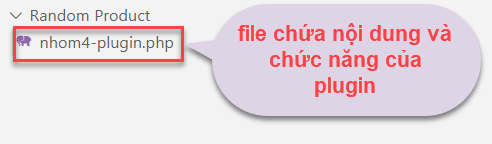 Random Product
nhom4-plugin.php
file chứa nội dung và
chức năng của
plugin